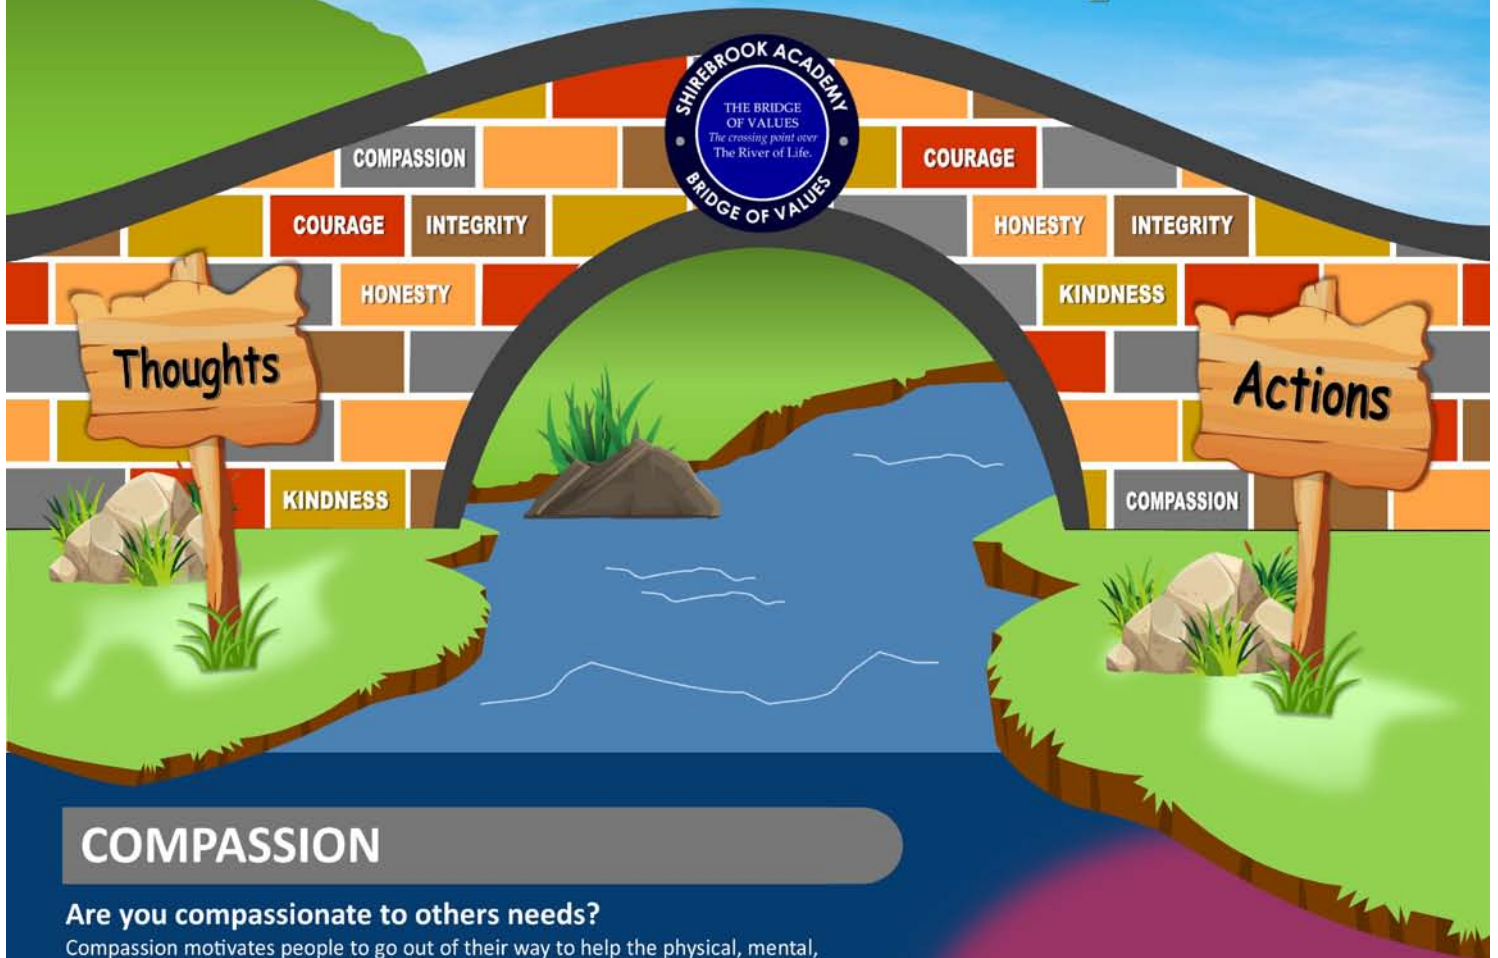 SHIREBROOK ACADEMY
THE BRIDGE
OF VALUES
The crossing point over
The River of Life.
BRIDGE OF VALUES
COMPASSION
COURAGE
COURAGE
INTEGRITY
HONESTY
INTEGRITY
HONESTY
KINDNESS
Thoughts
Actions
KINDNESS
COMPASSION
COMPASSION
Are you compassionate to others needs?
Compassion motivates people to go out of their way to help the physical, mental,